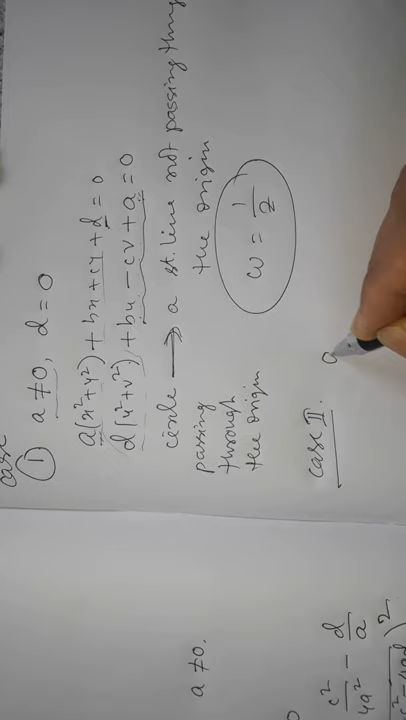 case
① a ≠ 0, d = 0
a(x²+y²) + bx + cy + d = 0
d(u²+v²) + bu - cv + a = 0
circle → a st. line not passing thru
passing through the origin
the origin
w = 1/z
case II.
a ≠ 0.
c²/4a² - d/a